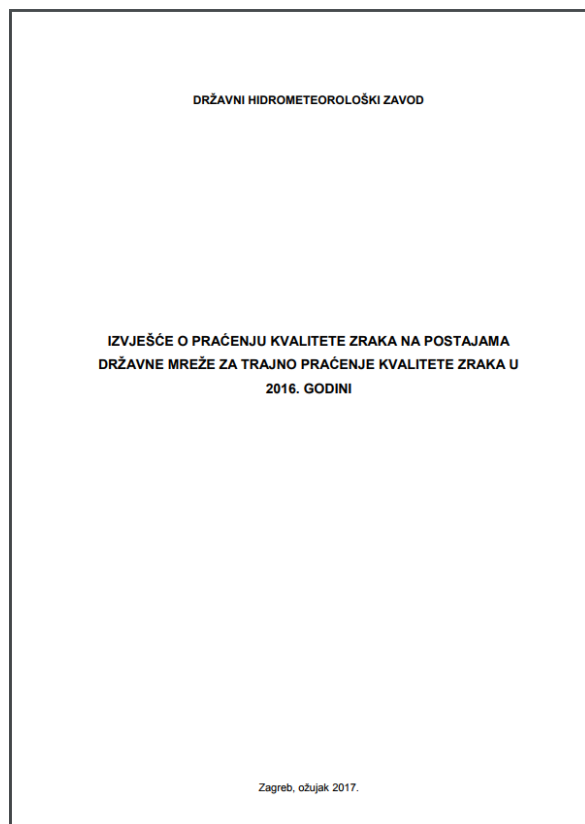 DRŽAVNI HIDROMETEOROLOŠKI ZAVOD
IZVJEŠĆE O PRAĆENJU KVALITETE ZRAKA NA POSTAJAMA
DRŽAVNE MREŽE ZA TRAJNO PRAĆENJE KVALITETE ZRAKA U
2016. GODINI
Zagreb, ožujak 2017.